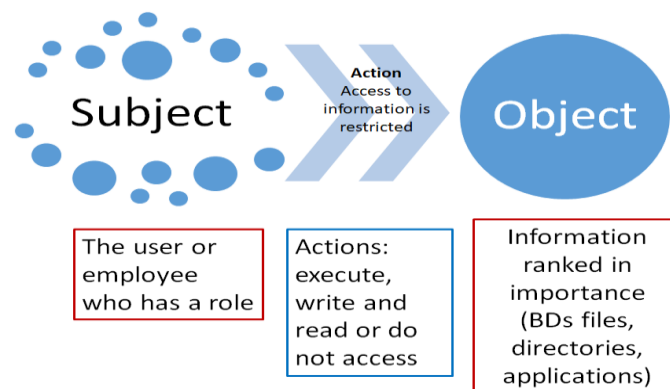 Subject
Action
Access to
information is
restricted
Object
The user or
employee
who has a role
Actions:
execute,
write and
read or do
not access
Information
ranked in
importance
(BDs files,
directories,
applications)